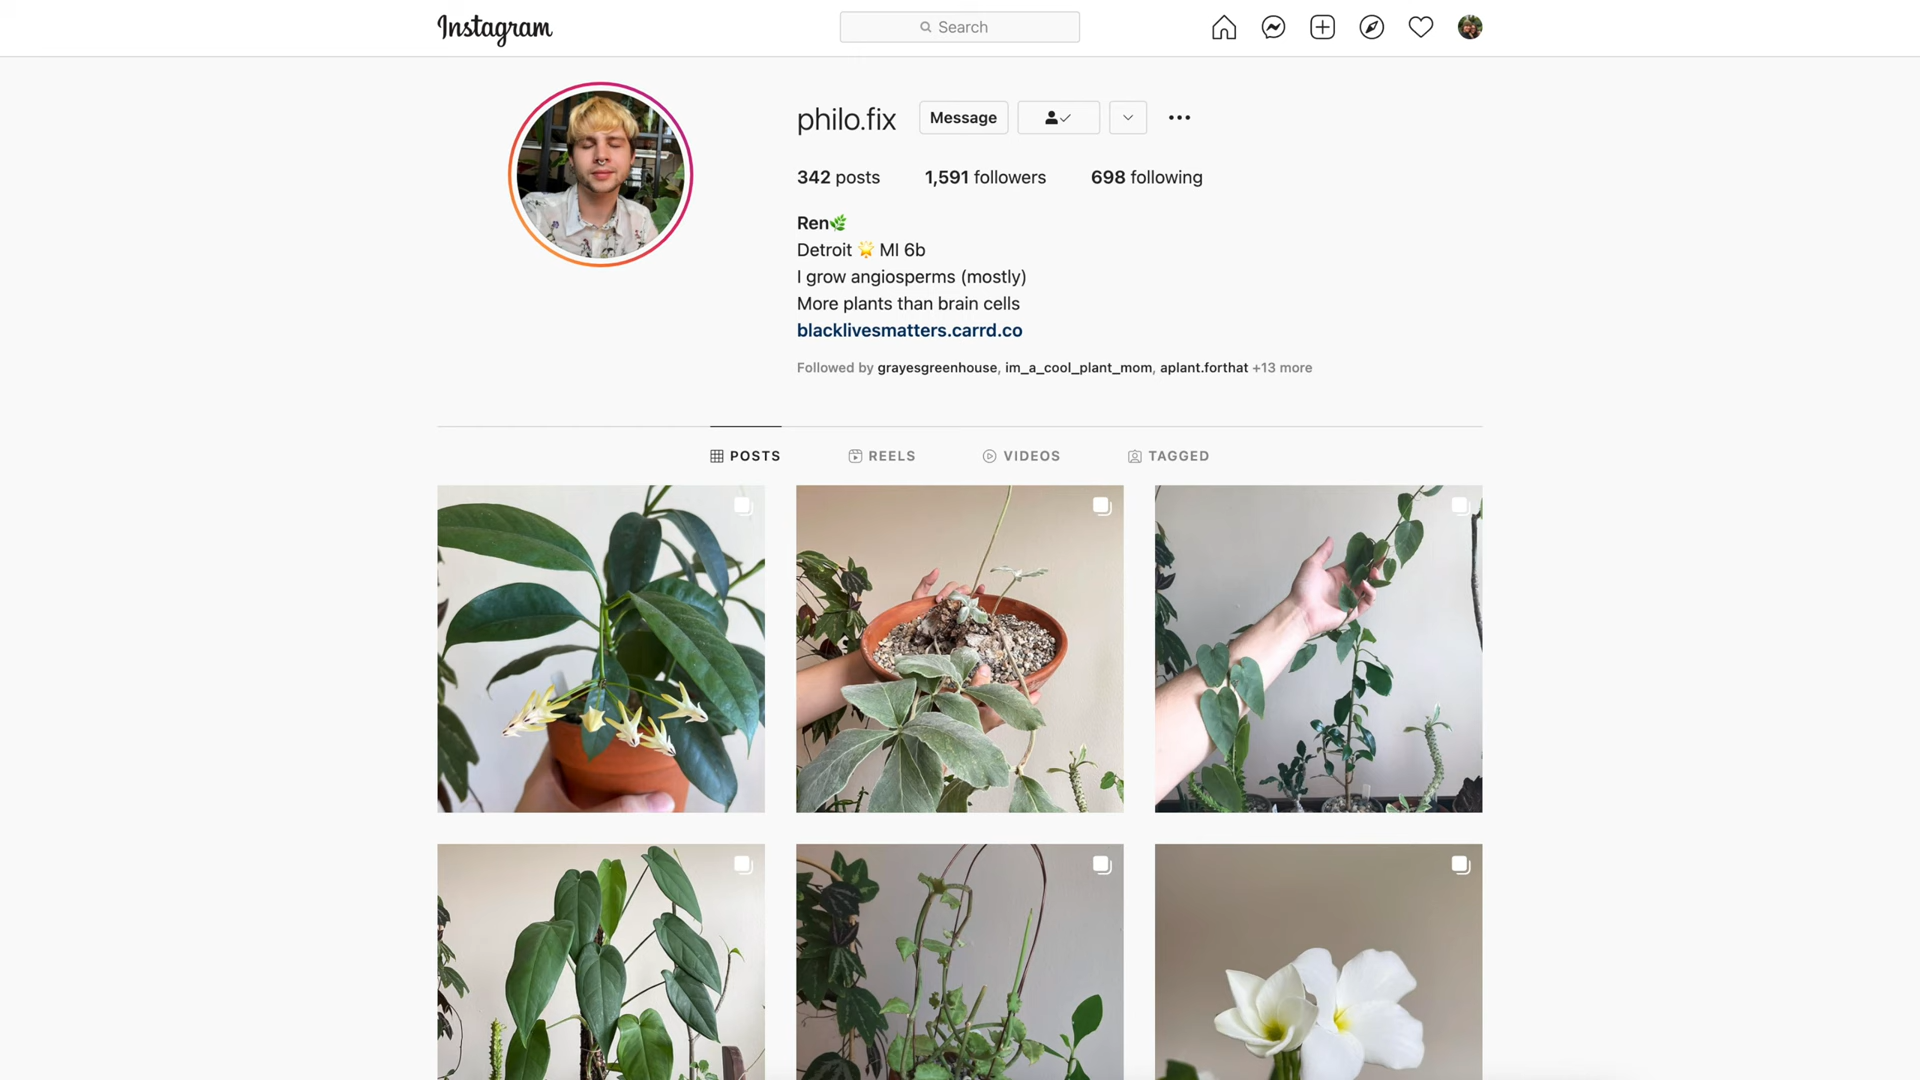 Instagram
Search
philo.fix
Message
342 posts
1,591 followers
698 following
Ren🌿
Detroit 🌟 MI 6b
I grow angiosperms (mostly)
More plants than brain cells
blacklivesmatters.carrd.co
Followed by grayesgreenhouse, im_a_cool_plant_mom, aplant.forthat +13 more
POSTS
REELS
VIDEOS
TAGGED